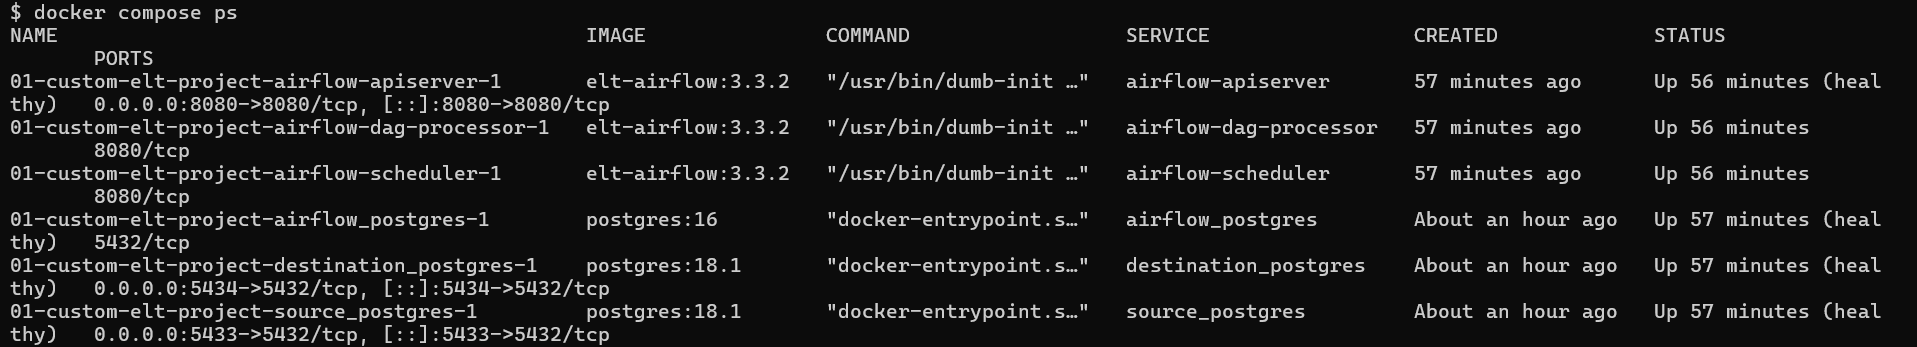 $ docker compose ps
NAME                                            IMAGE               COMMAND                  SERVICE                 CREATED             STATUS
       PORTS
01-custom-elt-project-airflow-apiserver-1       elt-airflow:3.3.2   "/usr/bin/dumb-init …"   airflow-apiserver       57 minutes ago      Up 56 minutes (heal
thy)   0.0.0.0:8080->8080/tcp, [::]:8080->8080/tcp
01-custom-elt-project-airflow-dag-processor-1   elt-airflow:3.3.2   "/usr/bin/dumb-init …"   airflow-dag-processor   57 minutes ago      Up 56 minutes
       8080/tcp
01-custom-elt-project-airflow-scheduler-1       elt-airflow:3.3.2   "/usr/bin/dumb-init …"   airflow-scheduler       57 minutes ago      Up 56 minutes
       8080/tcp
01-custom-elt-project-airflow_postgres-1        postgres:16         "docker-entrypoint.s…"   airflow_postgres        About an hour ago   Up 57 minutes (heal
thy)   5432/tcp
01-custom-elt-project-destination_postgres-1    postgres:18.1       "docker-entrypoint.s…"   destination_postgres    About an hour ago   Up 57 minutes (heal
thy)   0.0.0.0:5434->5432/tcp, [::]:5434->5432/tcp
01-custom-elt-project-source_postgres-1         postgres:18.1       "docker-entrypoint.s…"   source_postgres         About an hour ago   Up 57 minutes (heal
thy)   0.0.0.0:5433->5432/tcp, [::]:5433->5432/tcp